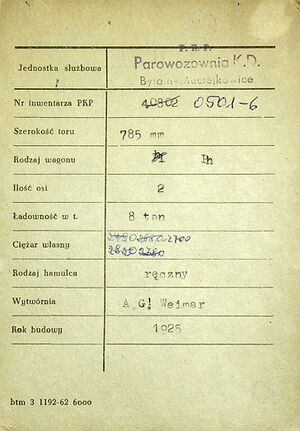 P.K.P.
Jednostka służbowa Parowozownia K.D.
Bytom-Maciejkowice
Nr inwentarza PKP 40802 0501-6
Szerokość toru 785 mm
Rodzaj wagonu Ih
Ilość osi 2
Ładowność w t. 8 ton
Ciężar własny
Rodzaj hamulca ręczny
Wytwórnia A.G! Weimar
Rok budowy 1925
btm 3 1192-62 6000